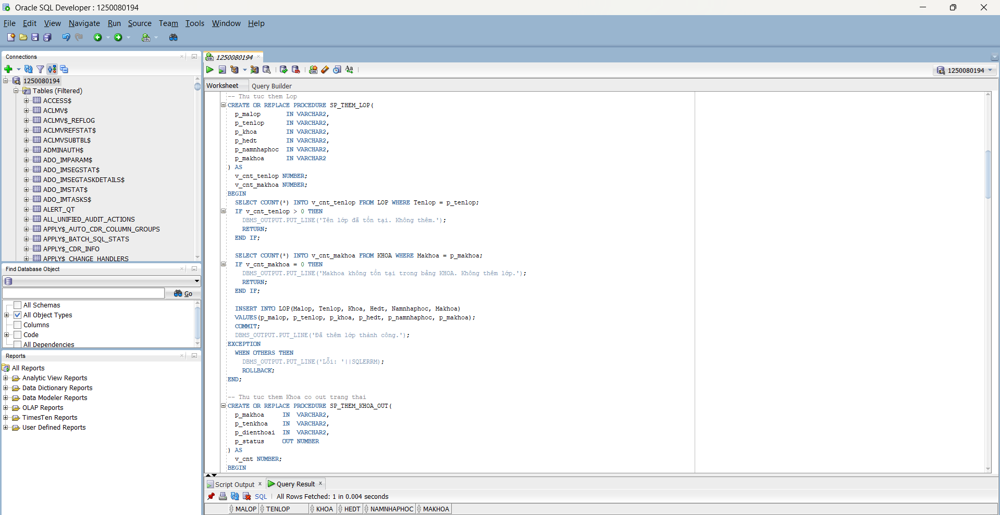 Oracle SQL Developer : 1250080194
File Edit View Navigate Run Source Team Tools Window Help
Connections
1250080194
Tables (Filtered)
ACCESS$
ACLMV$
ACLMV$_REFLOG
ACLMVREFSTAT$
ACLMVSUBTBL$
ADMINAUTH$
ADO_IMPARAM$
ADO_IMSEGSTAT$
ADO_IMSEGTASKDETAILS$
ADO_IMSTAT$
ADO_IMTASKS$
ALERT_QT
ALL_UNIFIED_AUDIT_ACTIONS
APPLY$_AUTO_CDR_COLUMN_GROUPS
APPLY$_BATCH_SQL_STATS
APPLY$_CDR_INFO
APPLY$_CHANGE_HANDLERS
Find Database Object
Go
All Schemas
All Object Types
Columns
Code
All Dependencies
Reports
All Reports
Analytic View Reports
Data Dictionary Reports
Data Modeler Reports
OLAP Reports
TimesTen Reports
User Defined Reports
1250080194
1250080194
Worksheet Query Builder
-- Thu tuc them Lop
CREATE OR REPLACE PROCEDURE SP_THEM_LOP(
p_malop IN VARCHAR2,
p_tenlop IN VARCHAR2,
p_khoa IN VARCHAR2,
p_hedt IN VARCHAR2,
p_namnhaphoc IN VARCHAR2,
p_makhoa IN VARCHAR2
) AS
v_cnt_tenlop NUMBER;
v_cnt_makhoa NUMBER;
BEGIN
SELECT COUNT(*) INTO v_cnt_tenlop FROM LOP WHERE Tenlop = p_tenlop;
IF v_cnt_tenlop > 0 THEN
DBMS_OUTPUT.PUT_LINE('Tên lớp đã tồn tại. Không thêm.');
RETURN;
END IF;
SELECT COUNT(*) INTO v_cnt_makhoa FROM KHOA WHERE Makhoa = p_makhoa;
IF v_cnt_makhoa = 0 THEN
DBMS_OUTPUT.PUT_LINE('Makhoa không tồn tại trong bảng KHOA. Không thêm lớp.');
RETURN;
END IF;
INSERT INTO LOP(Malop, Tenlop, Khoa, Hedt, Namnhaphoc, Makhoa)
VALUES(p_malop, p_tenlop, p_khoa, p_hedt, p_namnhaphoc, p_makhoa);
COMMIT;
DBMS_OUTPUT.PUT_LINE('Đã thêm lớp thành công.');
EXCEPTION
WHEN OTHERS THEN
DBMS_OUTPUT.PUT_LINE('Lỗi: '||SQLERRM);
ROLLBACK;
END;
-- Thu tuc them Khoa co out trang thai
CREATE OR REPLACE PROCEDURE SP_THEM_KHOA_OUT(
p_makhoa IN VARCHAR2,
p_tenkhoa IN VARCHAR2,
p_dienthoai IN VARCHAR2,
p_status OUT NUMBER
) AS
v_cnt NUMBER;
BEGIN
Script Output Query Result
SQL All Rows Fetched: 1 in 0.004 seconds
MALOP TENLOP KHOA HEDT NAMNHAPHOC MAKHOA